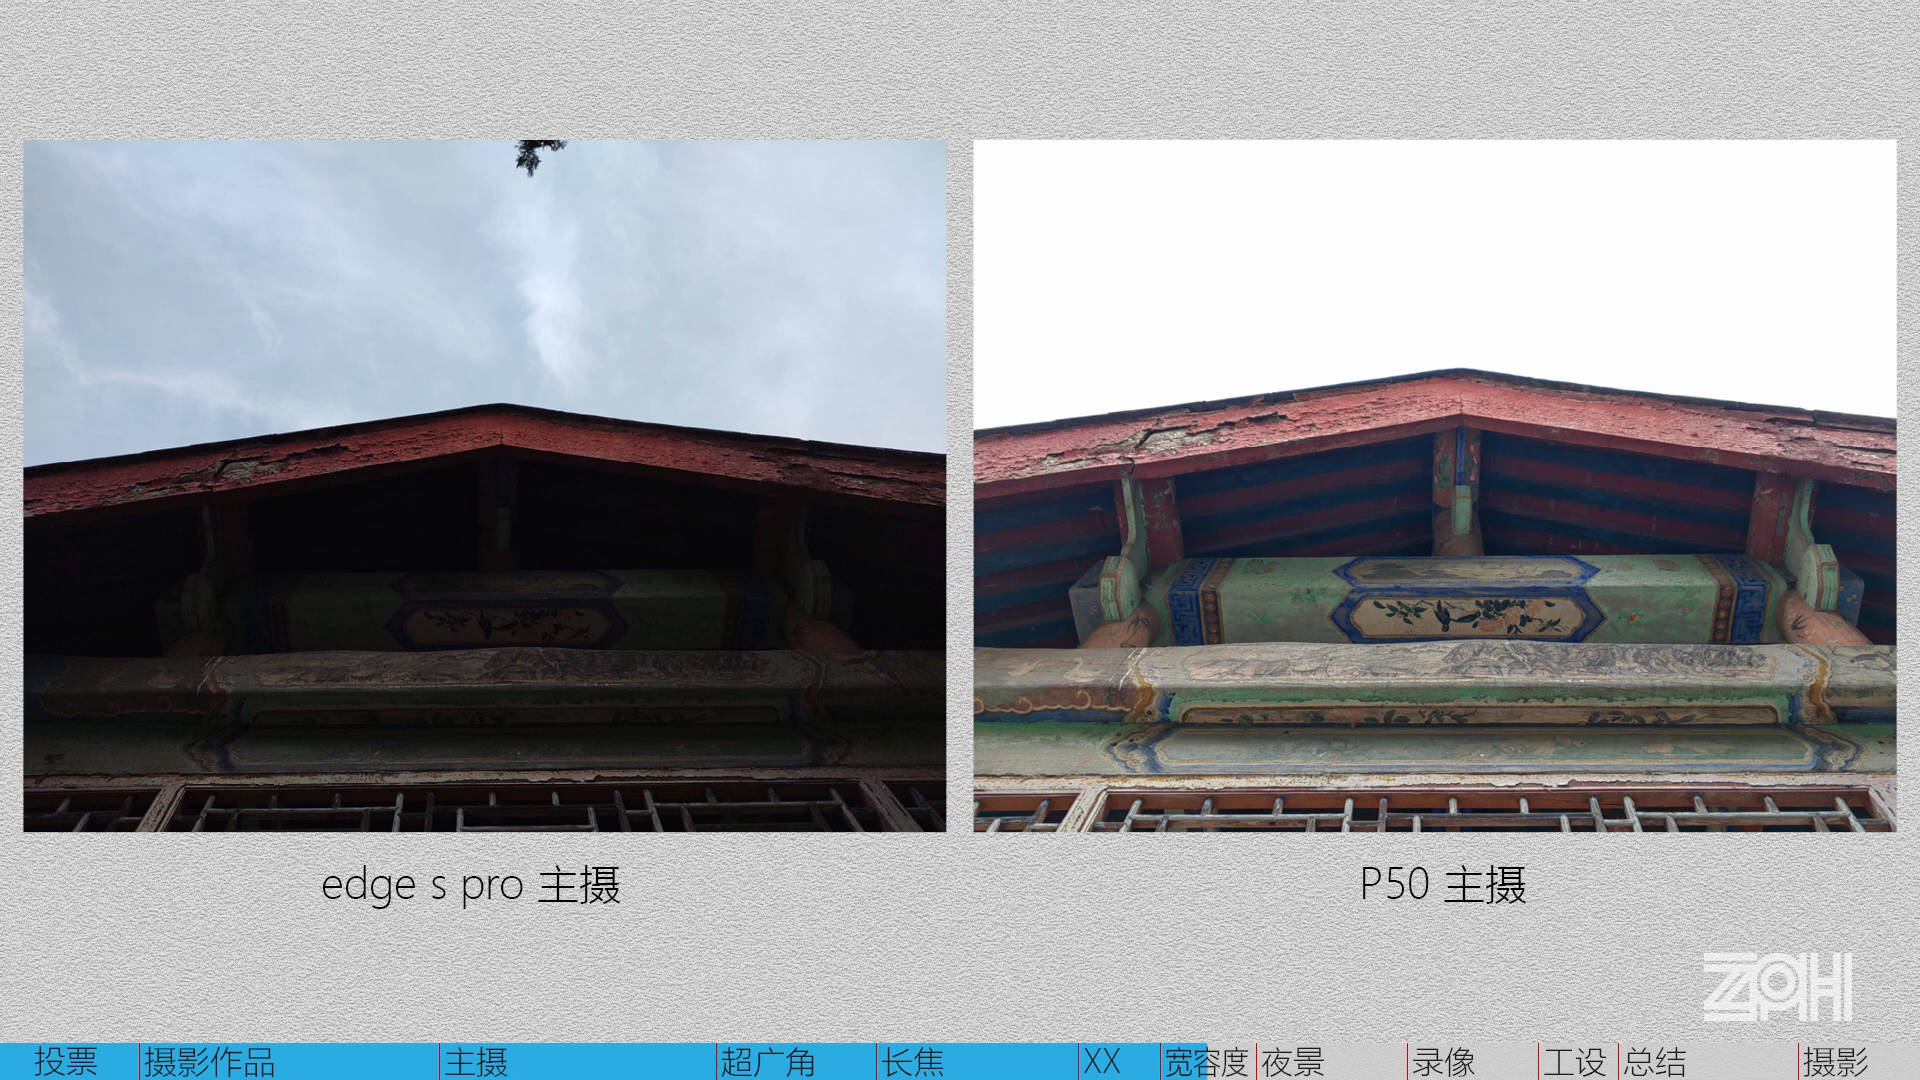 edge s pro 主摄
P50 主摄
ZPH
投票 摄影作品 主摄 超广角 长焦 XX 宽容度 夜景 录像 工设 总结 摄影